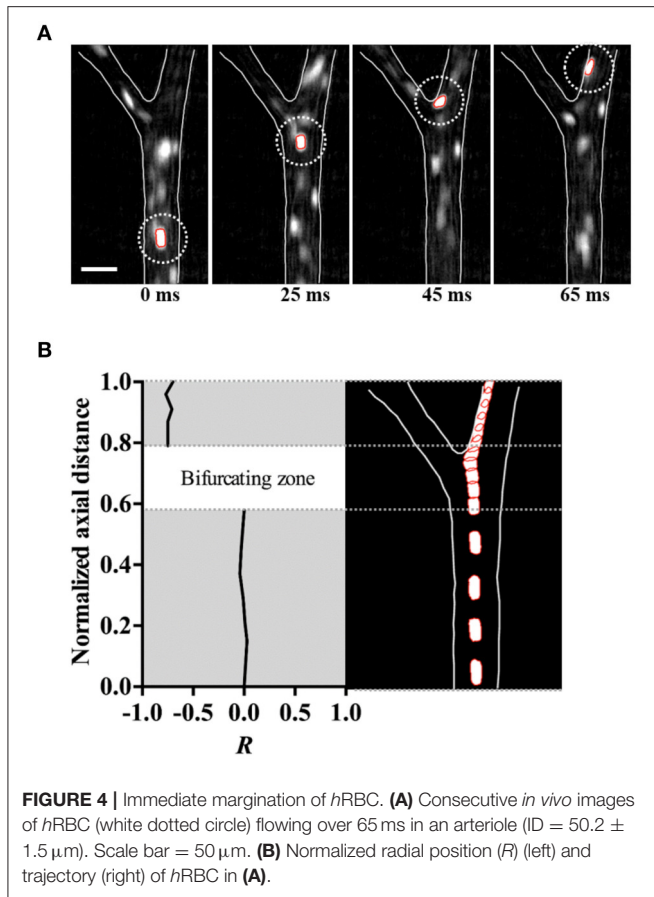 A
0 ms 25 ms 45 ms 65 ms
B
Normalized axial distance
1.0
0.8
0.6
0.4
0.2
0.0
Bifurcating zone
-1.0 -0.5 0.0 0.5 1.0
R
FIGURE 4 | Immediate margination of hRBC. (A) Consecutive in vivo images
of hRBC (white dotted circle) flowing over 65 ms in an arteriole (ID = 50.2 ±
1.5 μm). Scale bar = 50 μm. (B) Normalized radial position (R) (left) and
trajectory (right) of hRBC in (A).